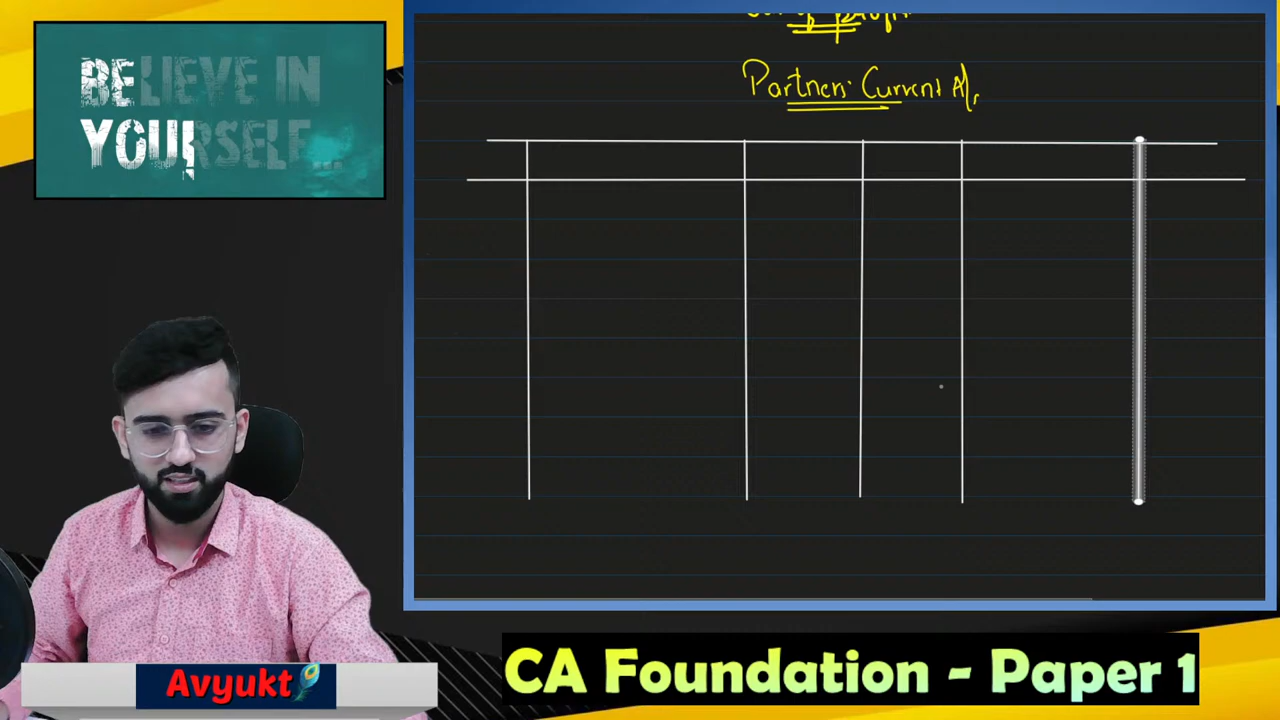 BELIEVE IN
YOURSELF...
Partners' Current A/c
Avyukt
CA Foundation - Paper 1